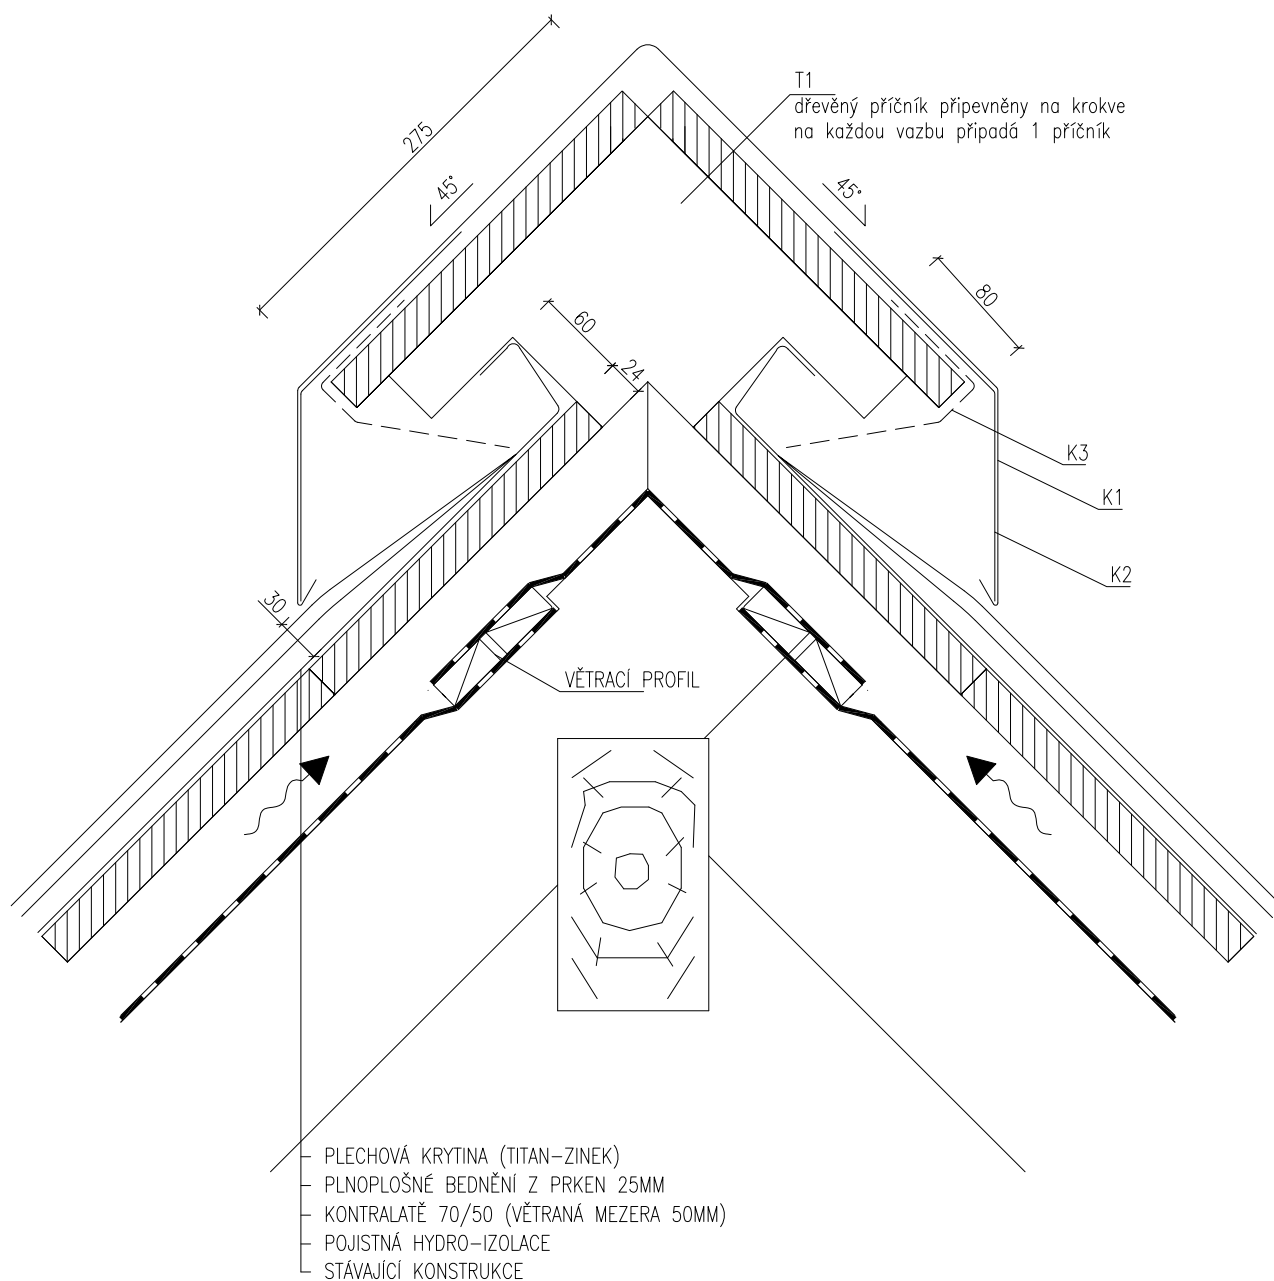 T1
dřevěný příčník připevněny na krokve
na každou vazbu připadá 1 příčník
275
45°
45°
80
60
24
K3
K1
K2
30
VĚTRACÍ PROFIL
PLECHOVÁ KRYTINA (TITAN-ZINEK)
PLNOPLOŠNÉ BEDNĚNÍ Z PRKEN 25MM
KONTRALATĚ 70/50 (VĚTRANÁ MEZERA 50MM)
POJISTNÁ HYDRO-IZOLACE
STÁVAJÍCÍ KONSTRUKCE